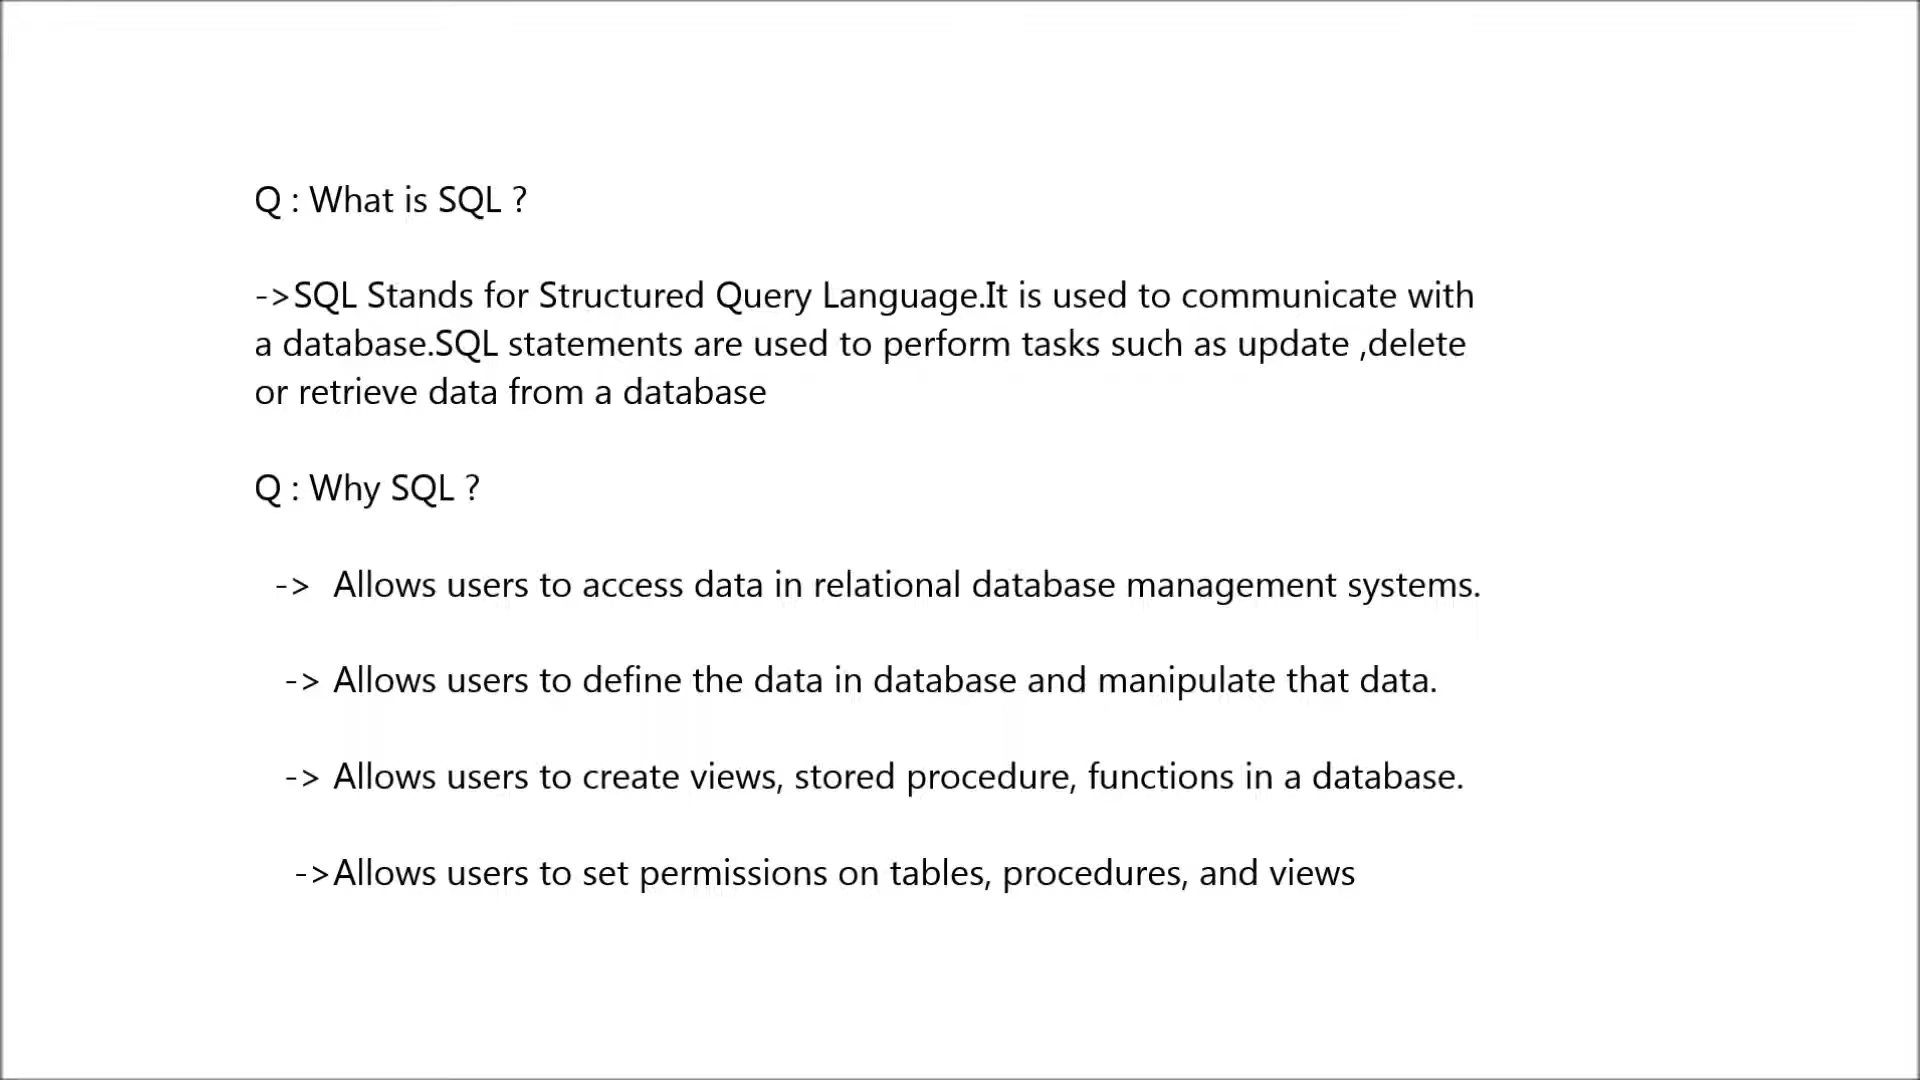 Q : What is SQL ?
->SQL Stands for Structured Query Language.It is used to communicate with
a database.SQL statements are used to perform tasks such as update ,delete
or retrieve data from a database
Q : Why SQL ?
->  Allows users to access data in relational database management systems.
-> Allows users to define the data in database and manipulate that data.
-> Allows users to create views, stored procedure, functions in a database.
->Allows users to set permissions on tables, procedures, and views